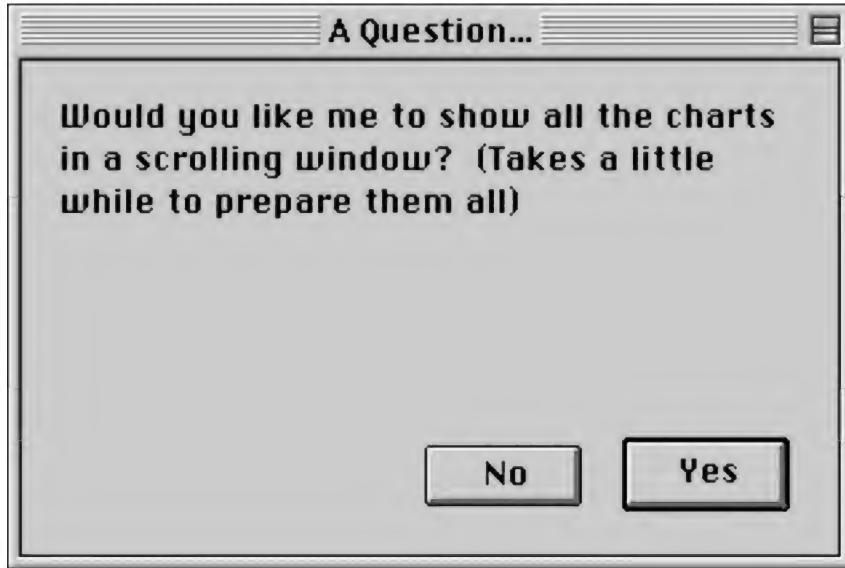 A Question...
Would you like me to show all the charts
in a scrolling window?  (Takes a little
while to prepare them all)
No
Yes